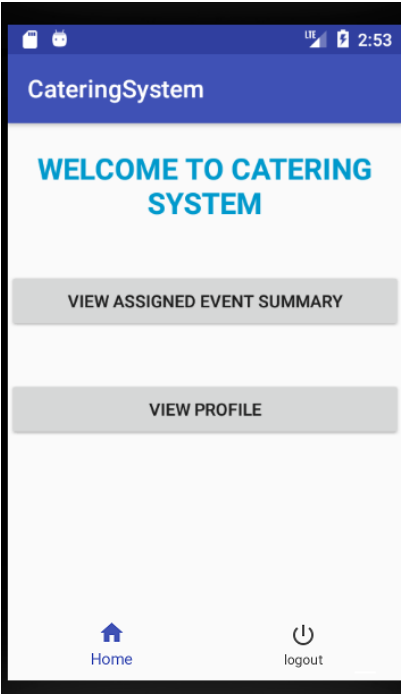 LTE 2:53
CateringSystem
WELCOME TO CATERING
SYSTEM
VIEW ASSIGNED EVENT SUMMARY
VIEW PROFILE
Home logout